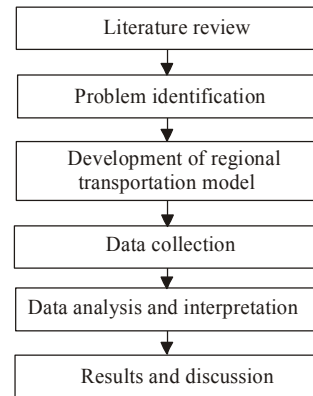 Literature review
Problem identification
Development of regional
transportation model
Data collection
Data analysis and interpretation
Results and discussion